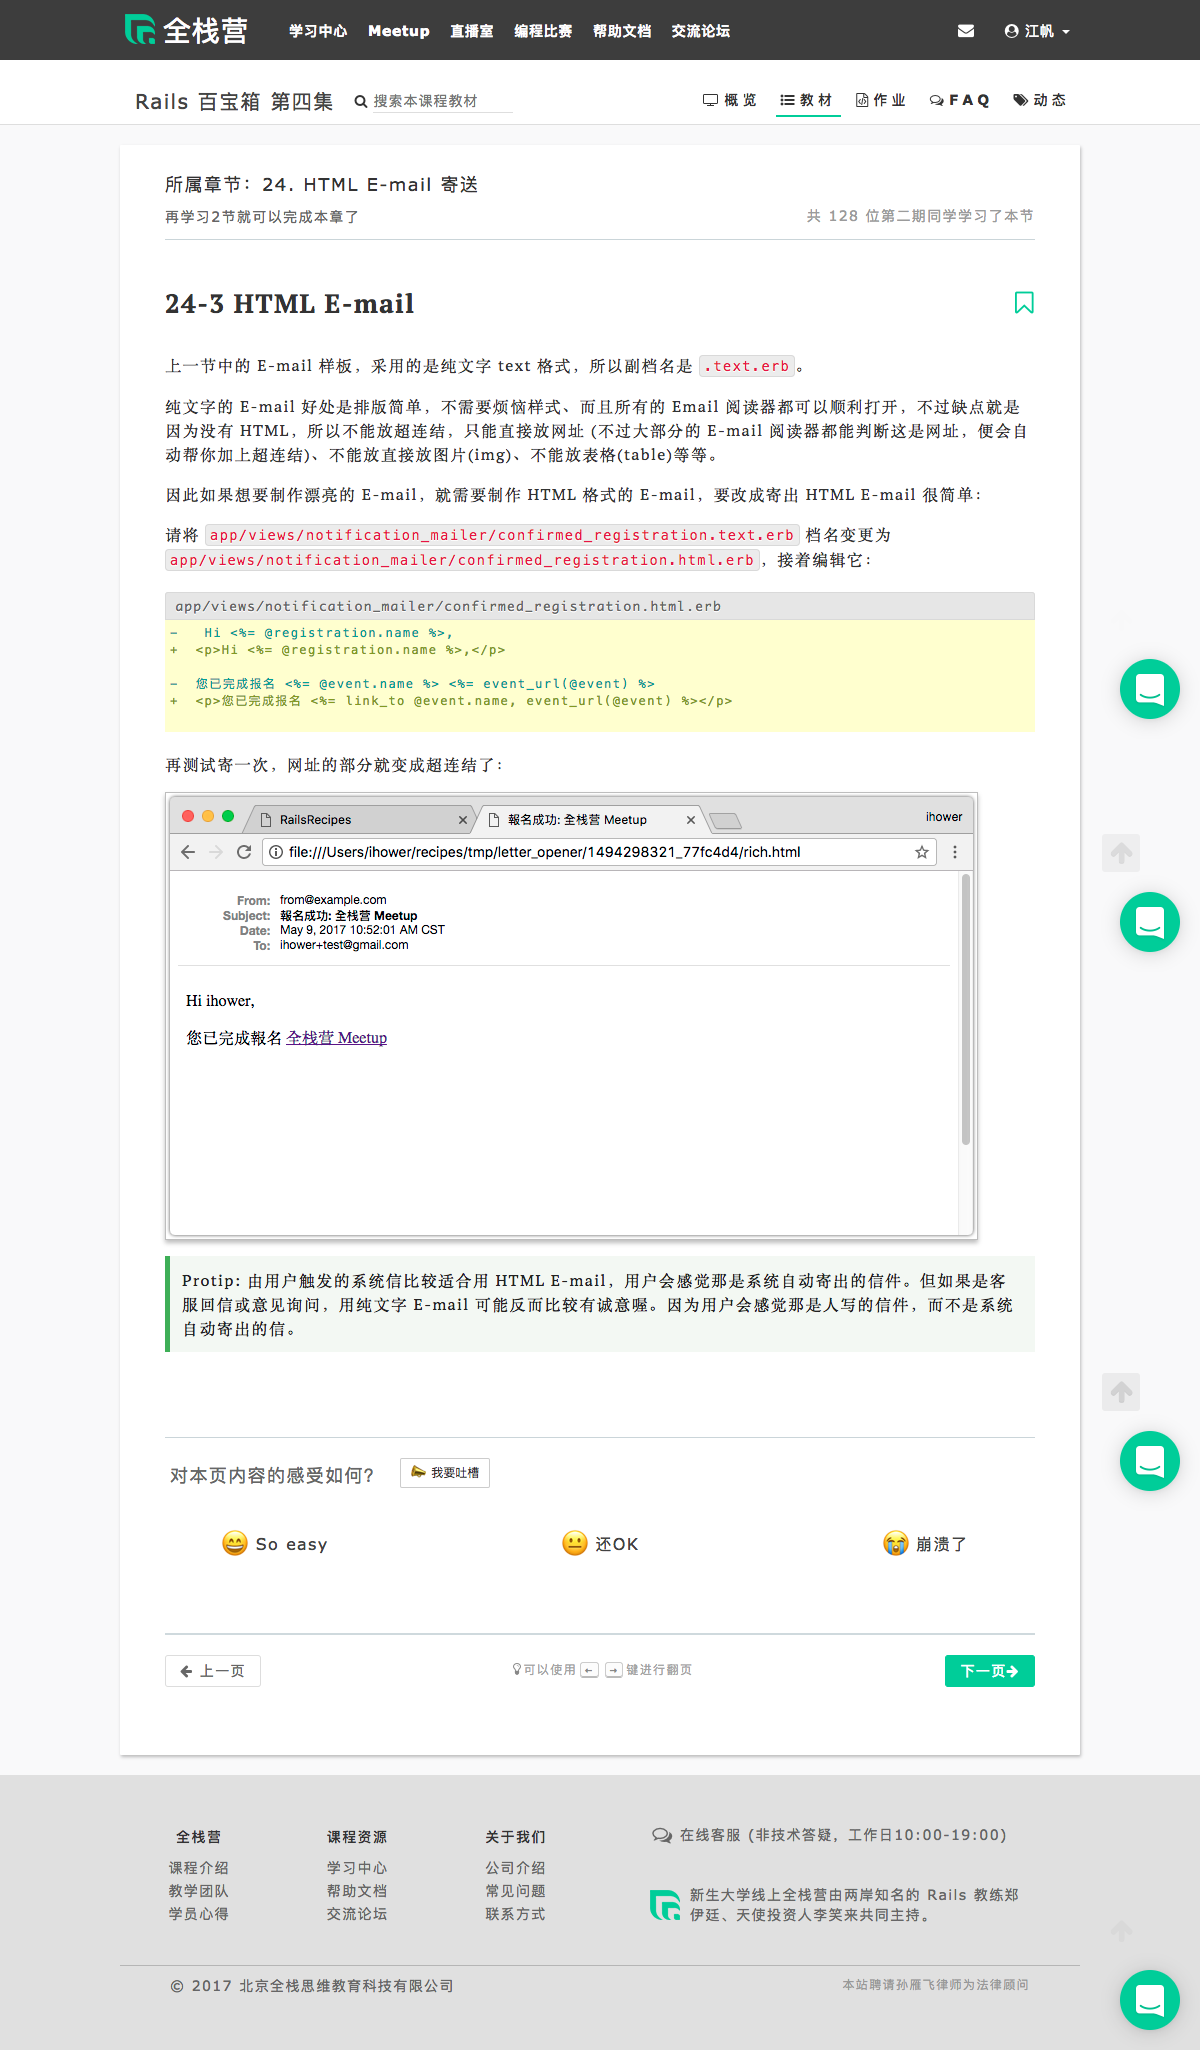 全栈营 学习中心 Meetup 直播室 编程比赛 帮助文档 交流论坛 江帆
Rails 百宝箱 第四集 搜索本课程教材 概览 教材 作业 FAQ 动态
所属章节：24. HTML E-mail 寄送
再学习2节就可以完成本章了 共 128 位第二期同学学习了本节
24-3 HTML E-mail
上一节中的 E-mail 样板，采用的是纯文字 text 格式，所以副档名是 .text.erb。
纯文字的 E-mail 好处是排版简单，不需要烦恼样式、而且所有的 Email 阅读器都可以顺利打开，不过缺点就是
因为没有 HTML，所以不能放超连结，只能直接放网址 (不过大部分的 E-mail 阅读器都能判断这是网址，便会自
动帮你加上超连结)、不能放直接放图片(img)、不能放表格(table)等等。
因此如果想要制作漂亮的 E-mail，就需要制作 HTML 格式的 E-mail，要改成寄出 HTML E-mail 很简单：
请将 app/views/notification_mailer/confirmed_registration.text.erb 档名变更为
app/views/notification_mailer/confirmed_registration.html.erb，接着编辑它：
app/views/notification_mailer/confirmed_registration.html.erb
-   Hi <%= @registration.name %>,
+  <p>Hi <%= @registration.name %>,</p>
-  您已完成报名 <%= @event.name %> <%= event_url(@event) %>
+  <p>您已完成报名 <%= link_to @event.name, event_url(@event) %></p>
再测试寄一次，网址的部分就变成超连结了：
RailsRecipes 報名成功: 全栈营 Meetup ihower
file:///Users/ihower/recipes/tmp/letter_opener/1494298321_77fc4d4/rich.html
From: from@example.com
Subject: 報名成功: 全栈营 Meetup
Date: May 9, 2017 10:52:01 AM CST
To: ihower+test@gmail.com
Hi ihower,
您已完成報名 全栈营 Meetup
Protip: 由用户触发的系统信比较适合用 HTML E-mail，用户会感觉那是系统自动寄出的信件。但如果是客
服回信或意见询问，用纯文字 E-mail 可能反而比较有诚意喔。因为用户会感觉那是人写的信件，而不是系统
自动寄出的信。
对本页内容的感受如何? 我要吐槽
So easy 还OK 崩溃了
上一页 可以使用 ← → 键进行翻页 下一页
全栈营 课程资源 关于我们 在线客服 (非技术答疑，工作日10:00-19:00)
课程介绍 学习中心 公司介绍
教学团队 帮助文档 常见问题 新生大学线上全栈营由两岸知名的 Rails 教练郑
学员心得 交流论坛 联系方式 伊廷、天使投资人李笑来共同主持。
© 2017 北京全栈思维教育科技有限公司 本站聘请孙雁飞律师为法律顾问